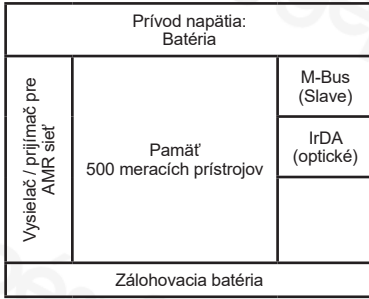 Prívod napätia:
Batéria
Vysielač / prijímač pre
AMR sieť
Pamäť
500 meracích prístrojov
M-Bus
(Slave)
IrDA
(optické)
Zálohovacia batéria